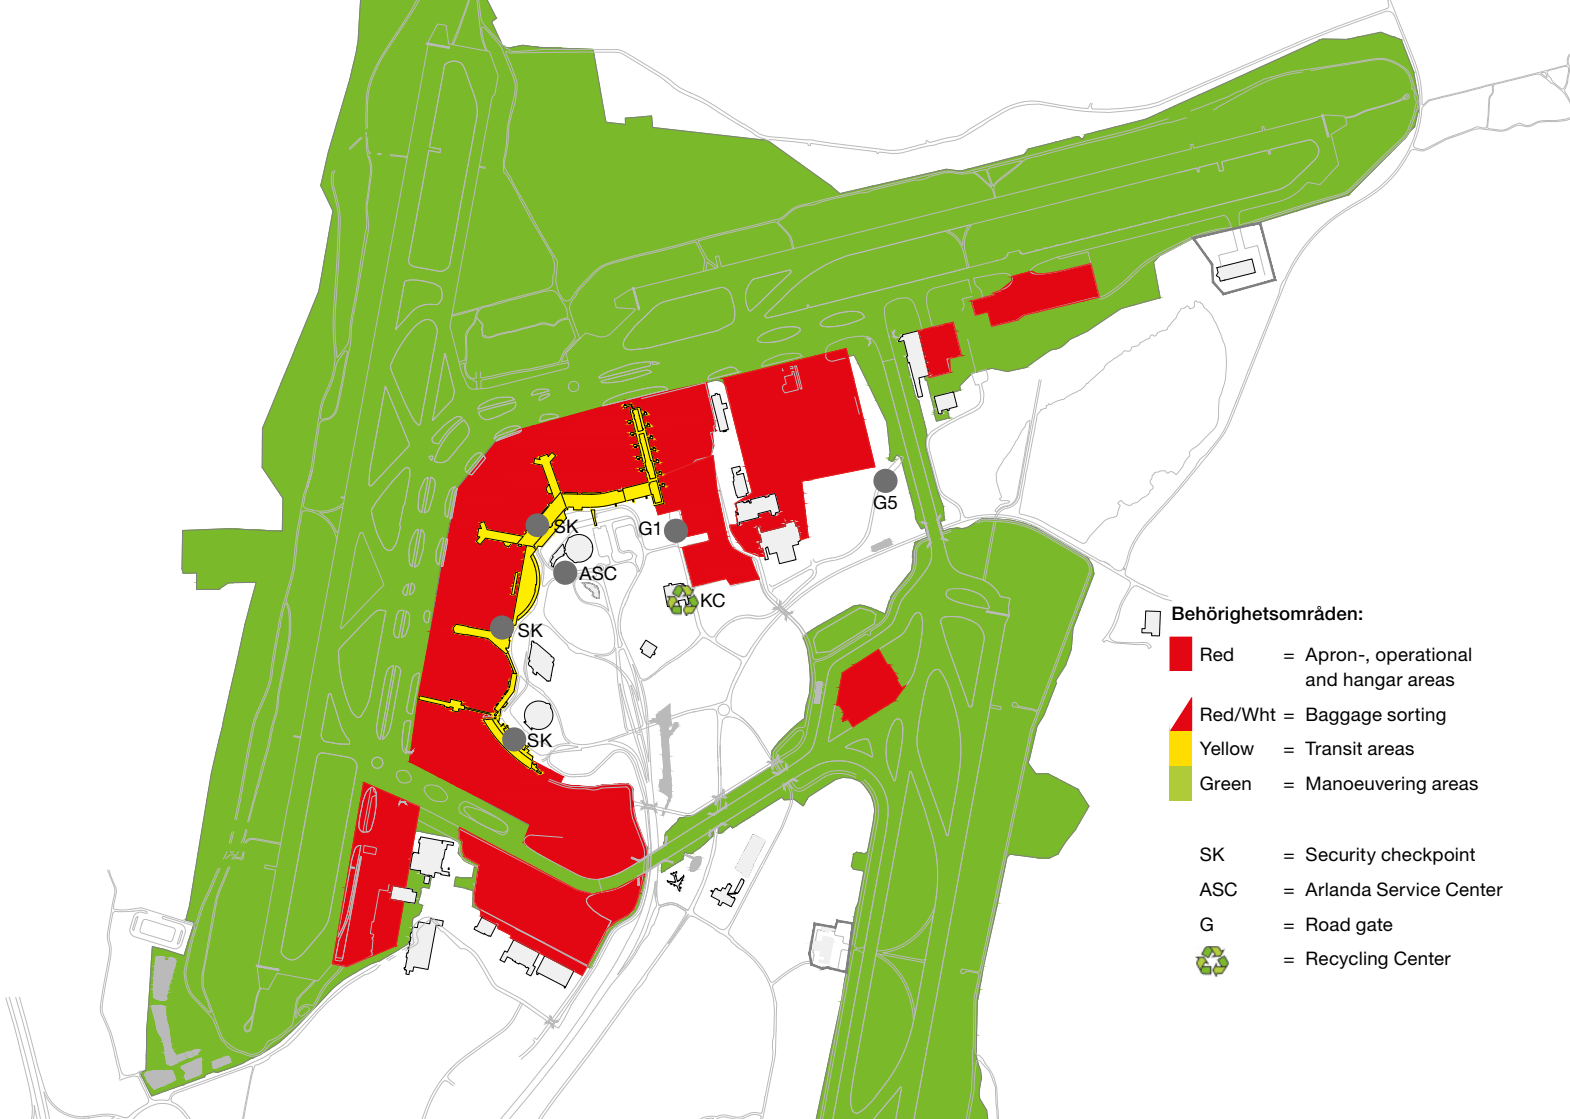 SK
G1
G5
ASC
KC
SK
SK
Behörighetsområden:
Red = Apron-, operational
and hangar areas
Red/Wht = Baggage sorting
Yellow = Transit areas
Green = Manoeuvering areas
SK = Security checkpoint
ASC = Arlanda Service Center
G = Road gate
= Recycling Center